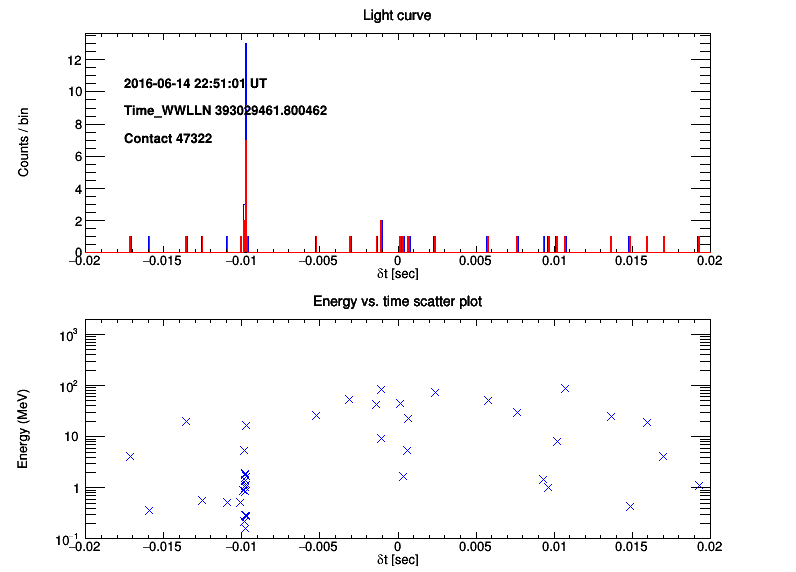 Light curve
Counts / bin
12
10
8
6
4
2
0
2016-06-14 22:51:01 UT
Time_WWLLN 393029461.800462
Contact 47322
−0.02 −0.015 −0.01 −0.005 0 0.005 0.01 0.015 0.02
δt [sec]
Energy vs. time scatter plot
Energy (MeV)
10³
10²
10
1
10⁻¹
−0.02 −0.015 −0.01 −0.005 0 0.005 0.01 0.015 0.02
δt [sec]